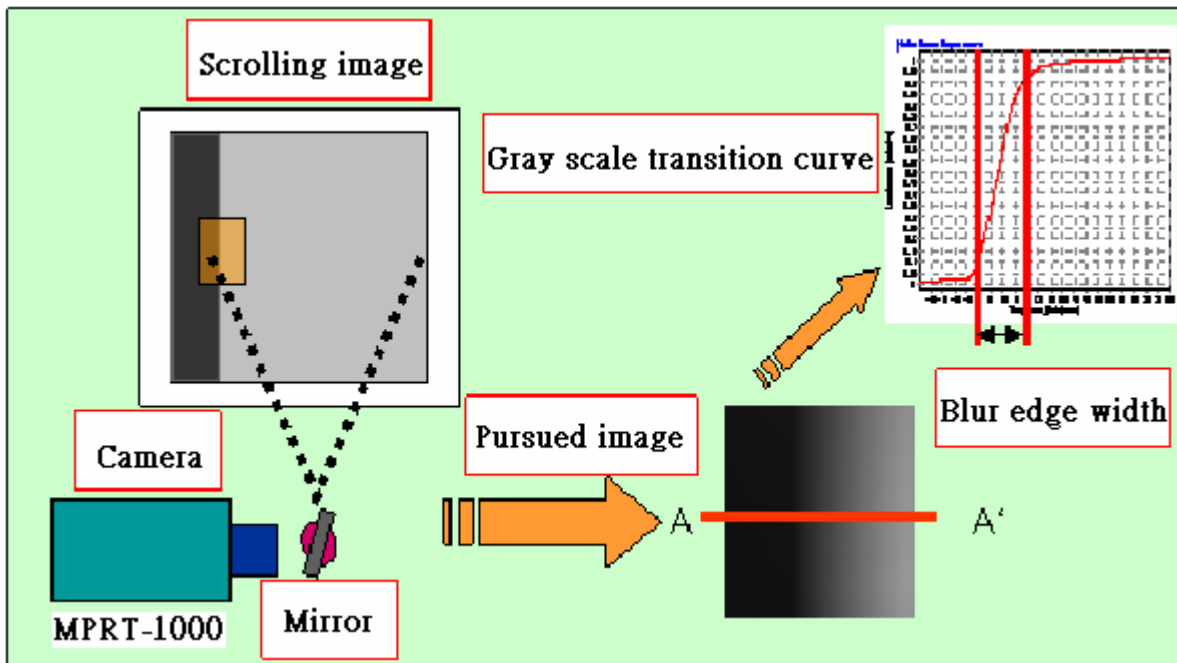 Scrolling image
Gray scale transition curve
Camera
Pursued image
Blur edge width
A
A'
MPRT-1000
Mirror